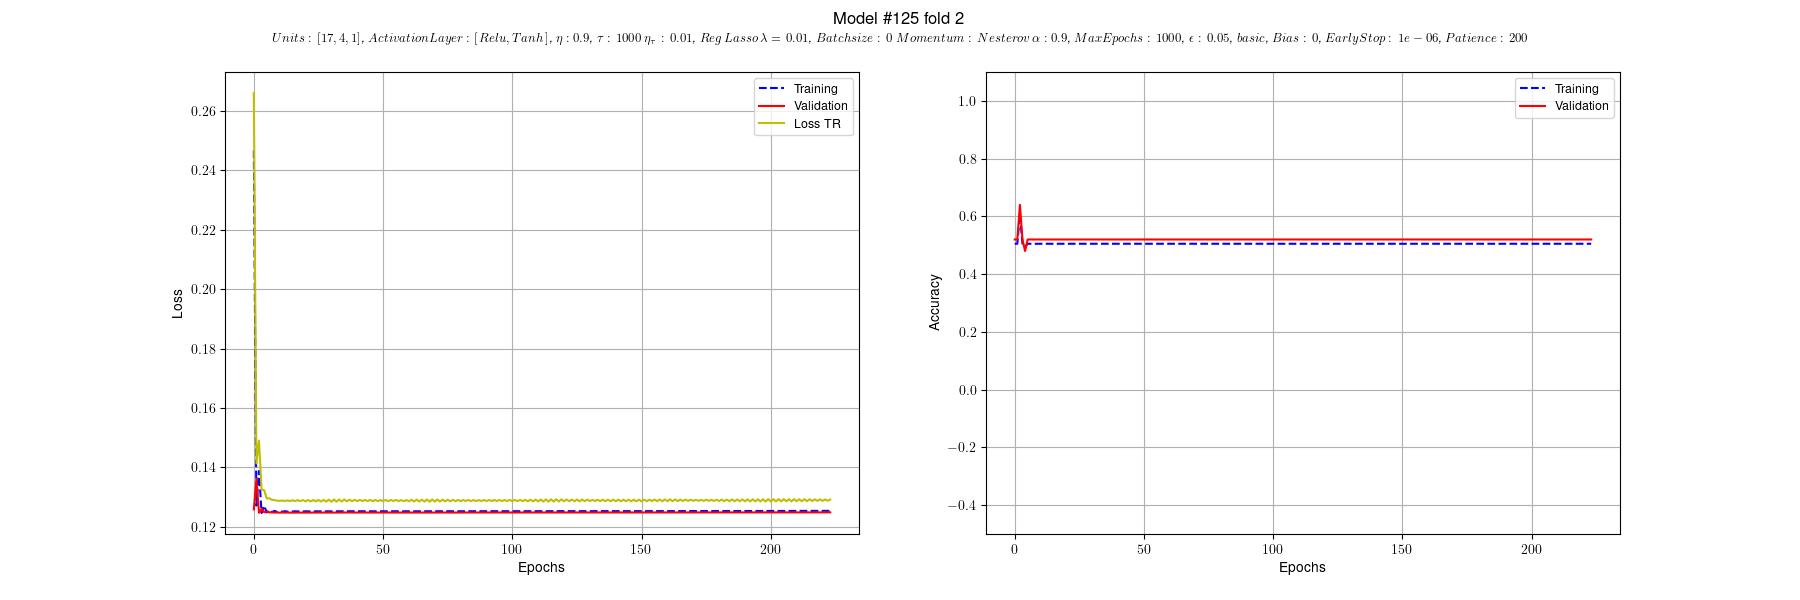 Model #125 fold 2
Units : [17, 4, 1], ActivationLayer : [Relu, Tanh], η : 0.9, τ : 1000 ητ : 0.01, Reg Lasso λ = 0.01, Batchsize : 0 Momentum : Nesterov α : 0.9, MaxEpochs : 1000, ϵ : 0.05, basic, Bias : 0, EarlyStop : 1e − 06, Patience : 200
Loss
0.26
0.24
0.22
0.20
0.18
0.16
0.14
0.12
0 50 100 150 200
Epochs
Training
Validation
Loss TR
Accuracy
1.0
0.8
0.6
0.4
0.2
0.0
−0.2
−0.4
0 50 100 150 200
Epochs
Training
Validation